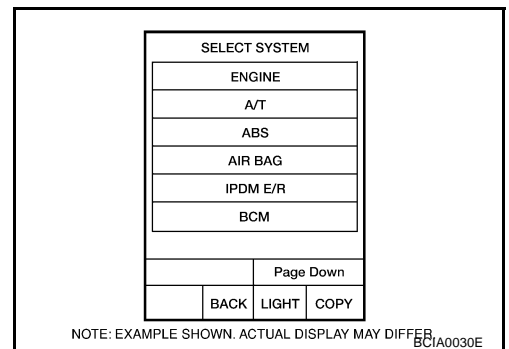 SELECT SYSTEM
ENGINE
A/T
ABS
AIR BAG
IPDM E/R
BCM
Page Down
BACK LIGHT COPY
NOTE: EXAMPLE SHOWN. ACTUAL DISPLAY MAY DIFFER.
BCIA0030E